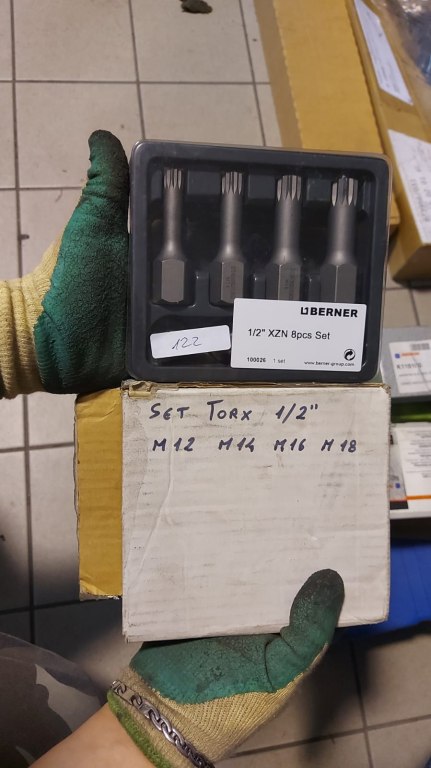 BERNER
1/2" XZN 8pcs Set
100026 1 set www.berner-group.com
122
SET TORX 1/2"
M12 M14 M16 M18